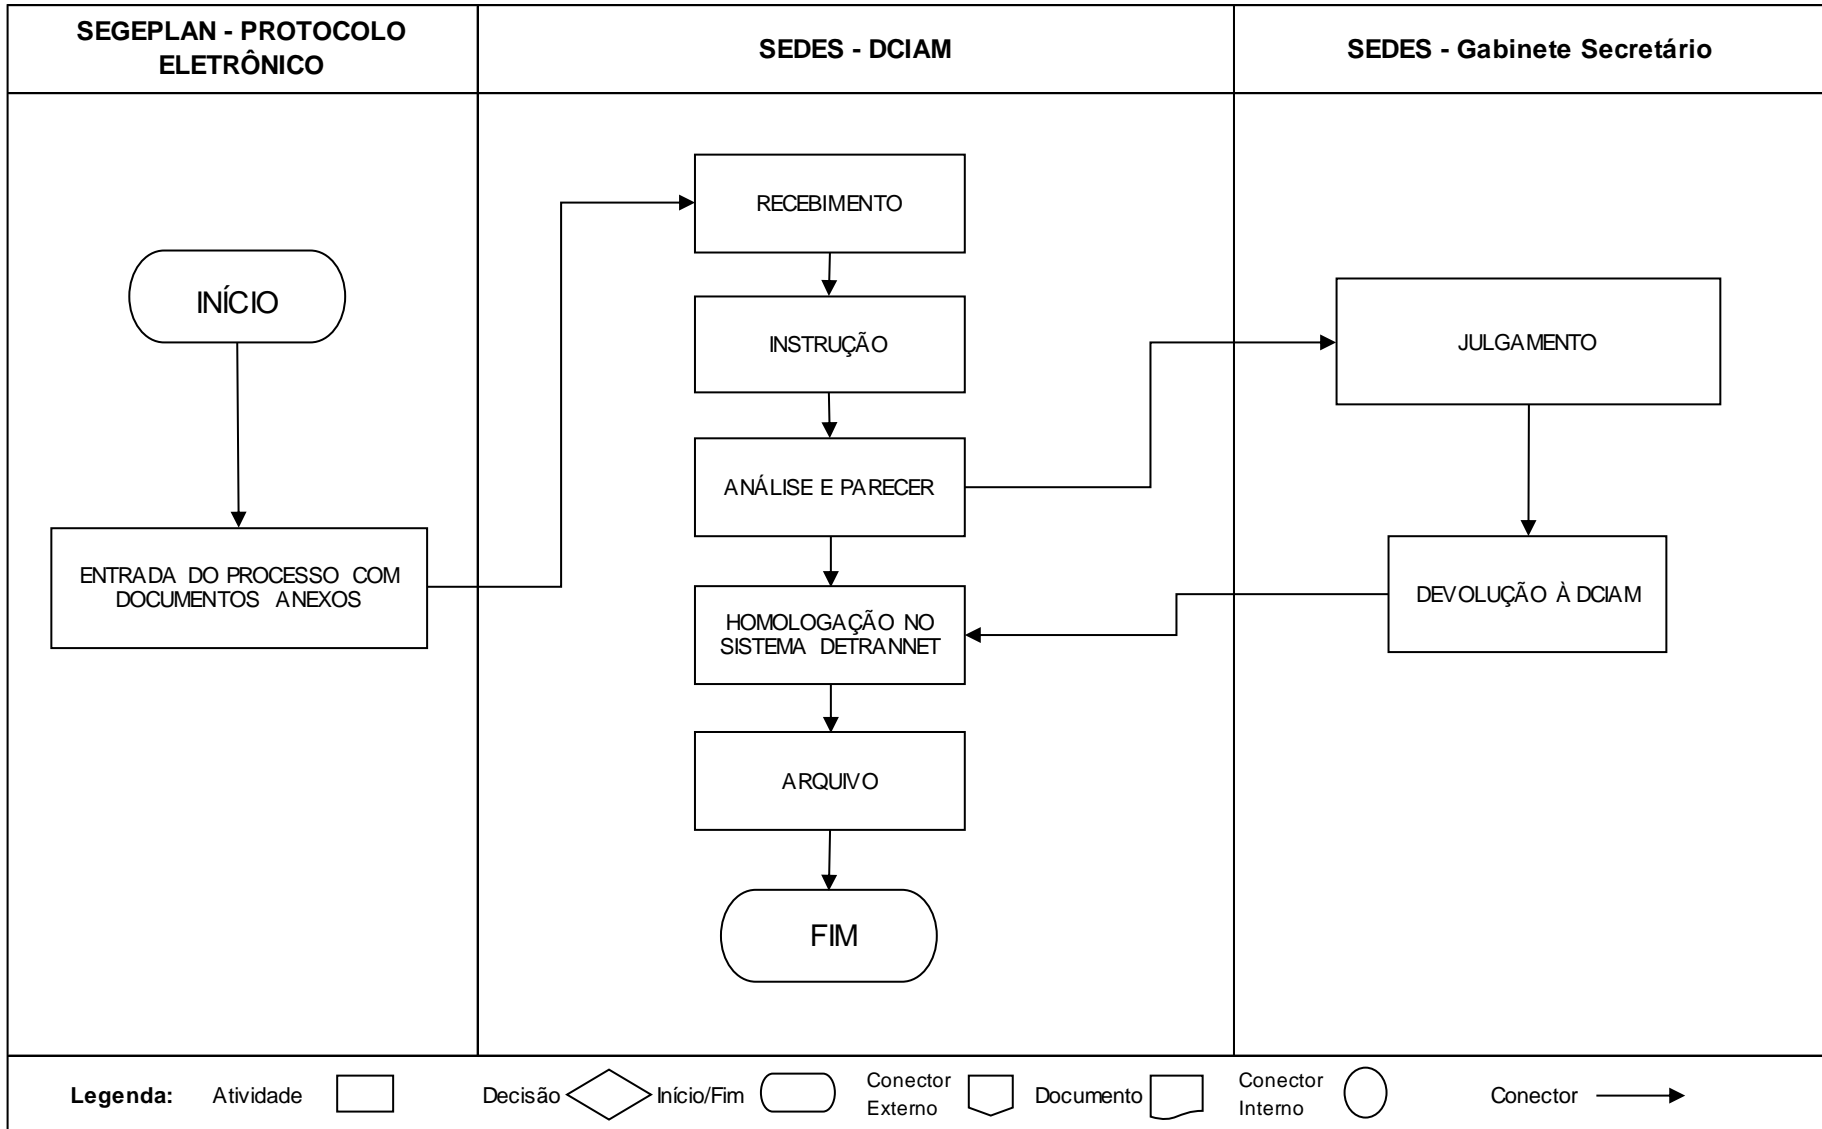 SEGEPLAN - PROTOCOLO
ELETRÔNICO
SEDES - DCIAM
SEDES - Gabinete Secretário
INÍCIO
ENTRADA DO PROCESSO COM
DOCUMENTOS ANEXOS
RECEBIMENTO
INSTRUÇÃO
ANÁLISE E PARECER
HOMOLOGAÇÃO NO
SISTEMA DETRANNET
ARQUIVO
FIM
JULGAMENTO
DEVOLUÇÃO À DCIAM
Legenda:
Atividade
Decisão
Início/Fim
Conector
Externo
Documento
Conector
Interno
Conector